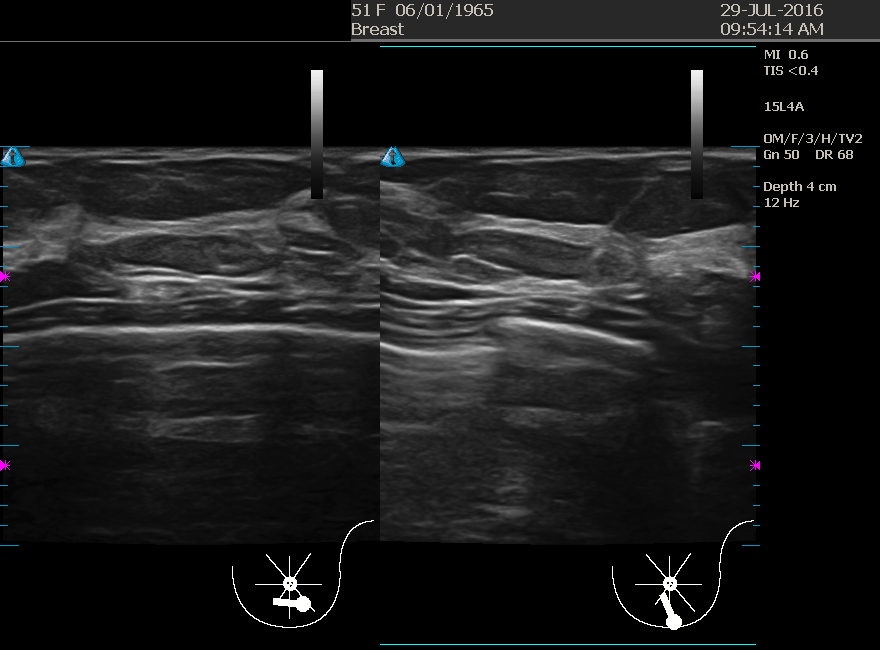 51 F 06/01/1965
29-JUL-2016
Breast
09:54:14 AM
MI 0.6
TIS <0.4
15L4A
OM/F/3/H/TV2
Gn 50 DR 68
Depth 4 cm
12 Hz